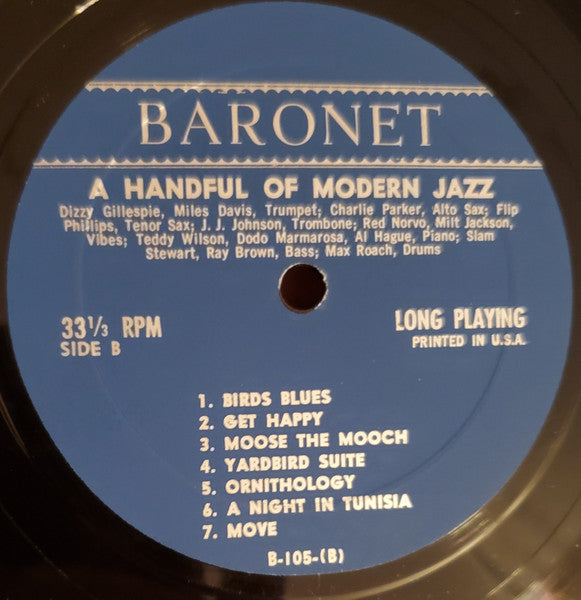 BARONET
A HANDFUL OF MODERN JAZZ
Dizzy Gillespie, Miles Davis, Trumpet; Charlie Parker, Alto Sax; Flip
Phillips, Tenor Sax; J. J. Johnson, Trombone; Red Norvo, Milt Jackson,
Vibes; Teddy Wilson, Dodo Marmarosa, Al Hague, Piano; Slam
Stewart, Ray Brown, Bass; Max Roach, Drums
33⅓ RPM
SIDE B
LONG PLAYING
PRINTED IN U.S.A.
1. BIRDS BLUES
2. GET HAPPY
3. MOOSE THE MOOCH
4. YARDBIRD SUITE
5. ORNITHOLOGY
6. A NIGHT IN TUNISIA
7. MOVE
B-105-(B)